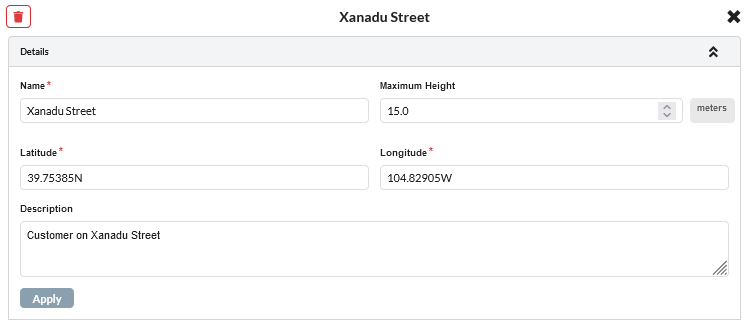 Xanadu Street
Details
Name*
Maximum Height
Xanadu Street
15.0
meters
Latitude*
Longitude*
39.75385N
104.82905W
Description
Customer on Xanadu Street
Apply